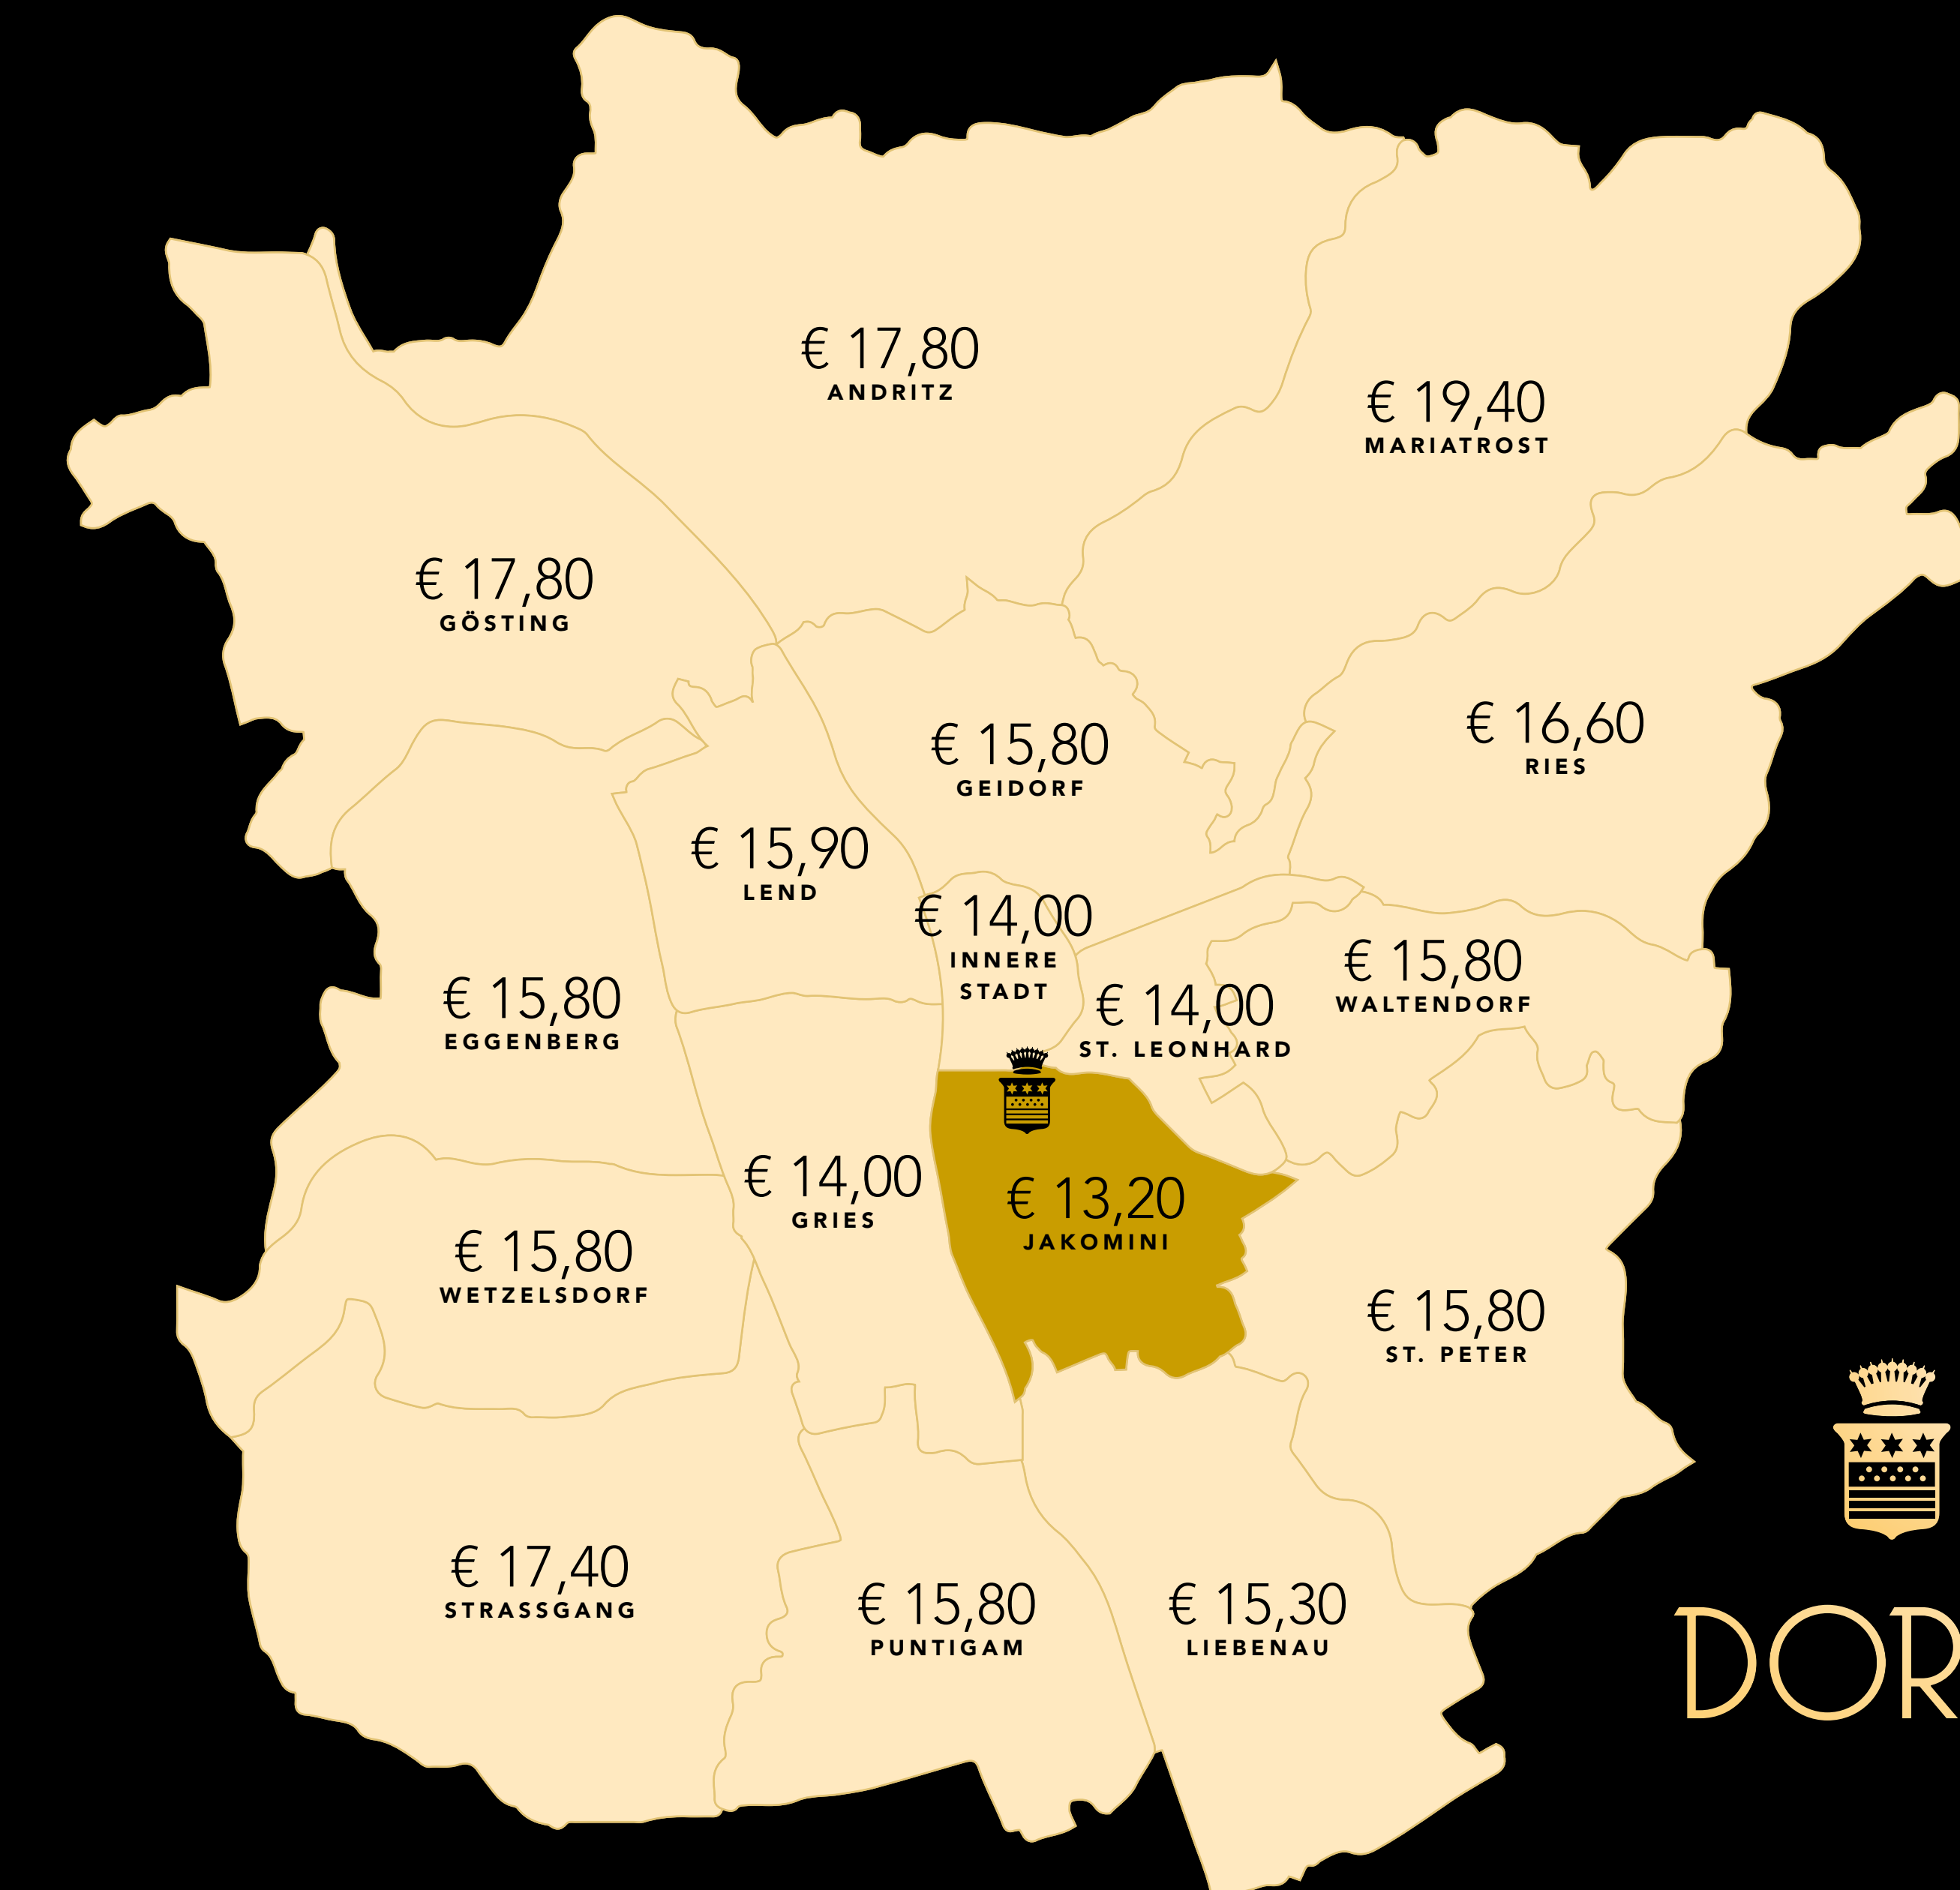 € 17,80
ANDRITZ
€ 19,40
MARIATROST
€ 17,80
GÖSTING
€ 16,60
RIES
€ 15,80
GEIDORF
€ 15,90
LEND
€ 14,00
INNERE
STADT
€ 15,80
WALTENDORF
€ 15,80
EGGENBERG
€ 14,00
ST. LEONHARD
€ 14,00
GRIES
€ 13,20
JAKOMINI
€ 15,80
WETZELSDORF
€ 15,80
ST. PETER
€ 17,40
STRASSGANG
€ 15,80
PUNTIGAM
€ 15,30
LIEBENAU
DOR